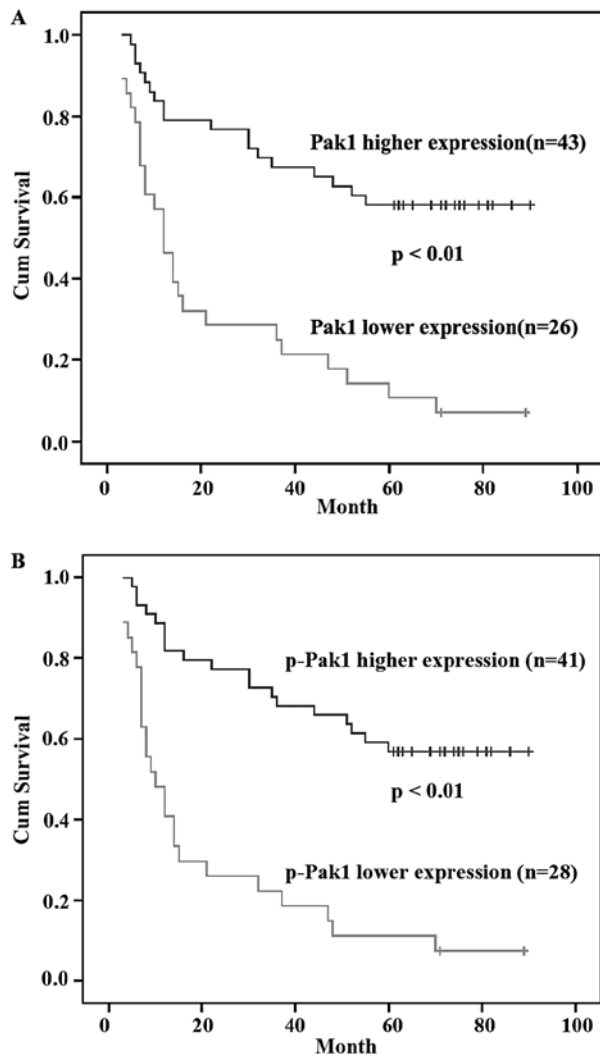 A
1.0
0.8
0.6
0.4
0.2
0.0
Cum Survival
Pak1 higher expression(n=43)
p < 0.01
Pak1 lower expression(n=26)
0 20 40 60 80 100
Month
B
1.0
0.8
0.6
0.4
0.2
0.0
Cum Survival
p-Pak1 higher expression (n=41)
p < 0.01
p-Pak1 lower expression (n=28)
0 20 40 60 80 100
Month